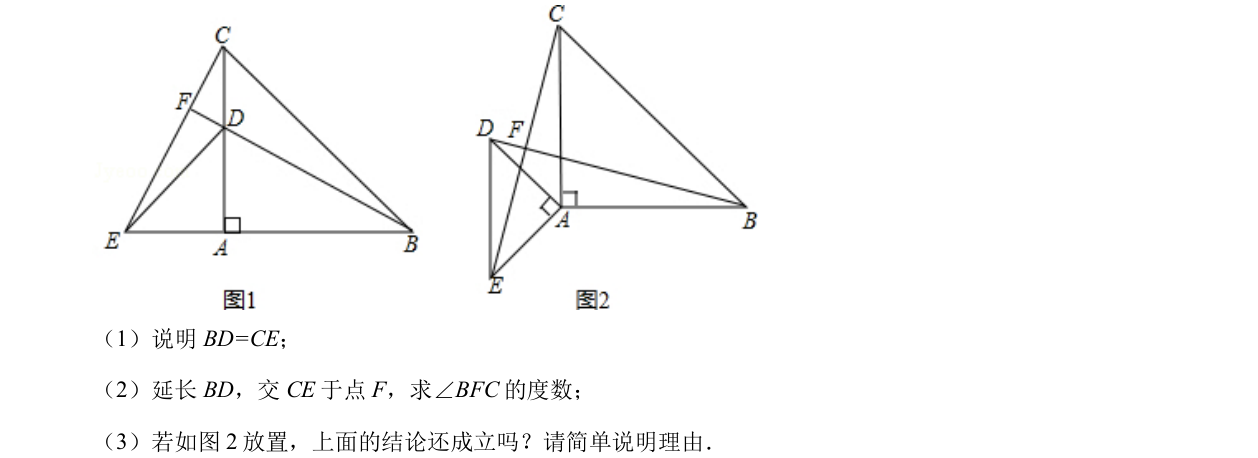 C
F
D
E
A
B
图1
C
D
F
A
B
E
图2
（1）说明 BD=CE；
（2）延长 BD，交 CE 于点 F，求∠BFC 的度数；
（3）若如图 2 放置，上面的结论还成立吗？请简单说明理由．